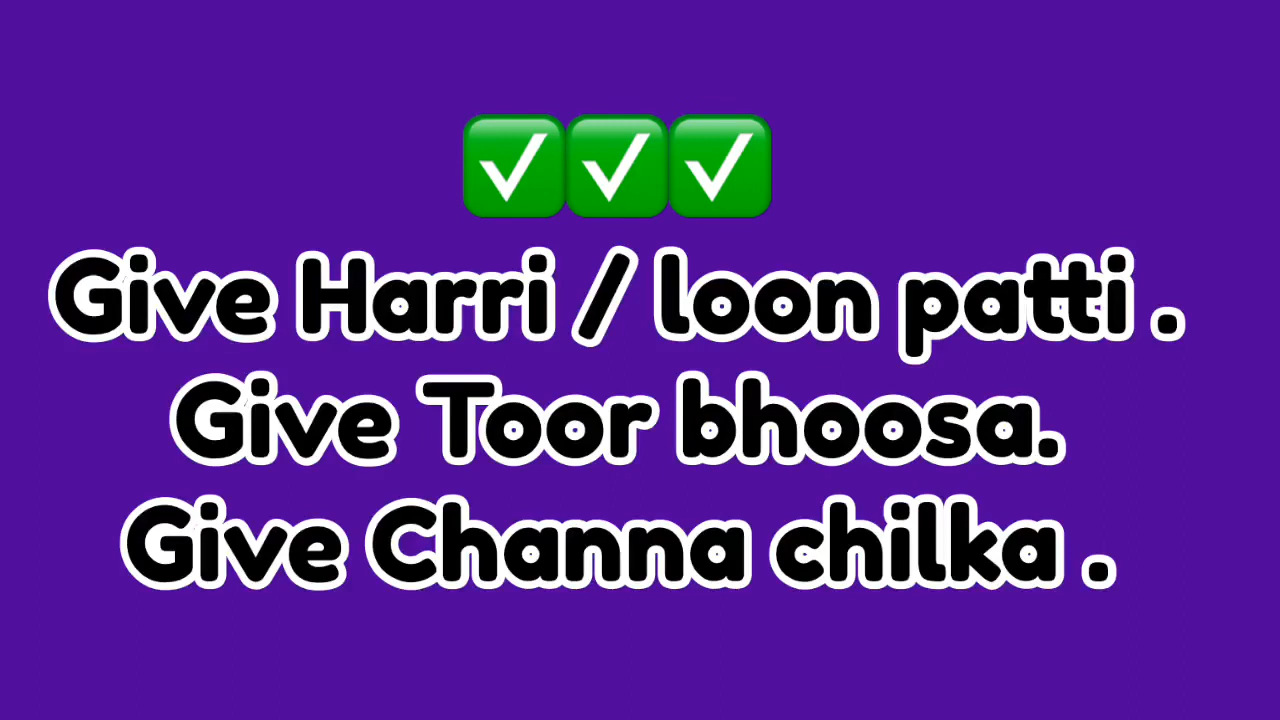 ✅✅✅
Give Harri / loon patti .
Give Toor bhoosa.
Give Channa chilka .